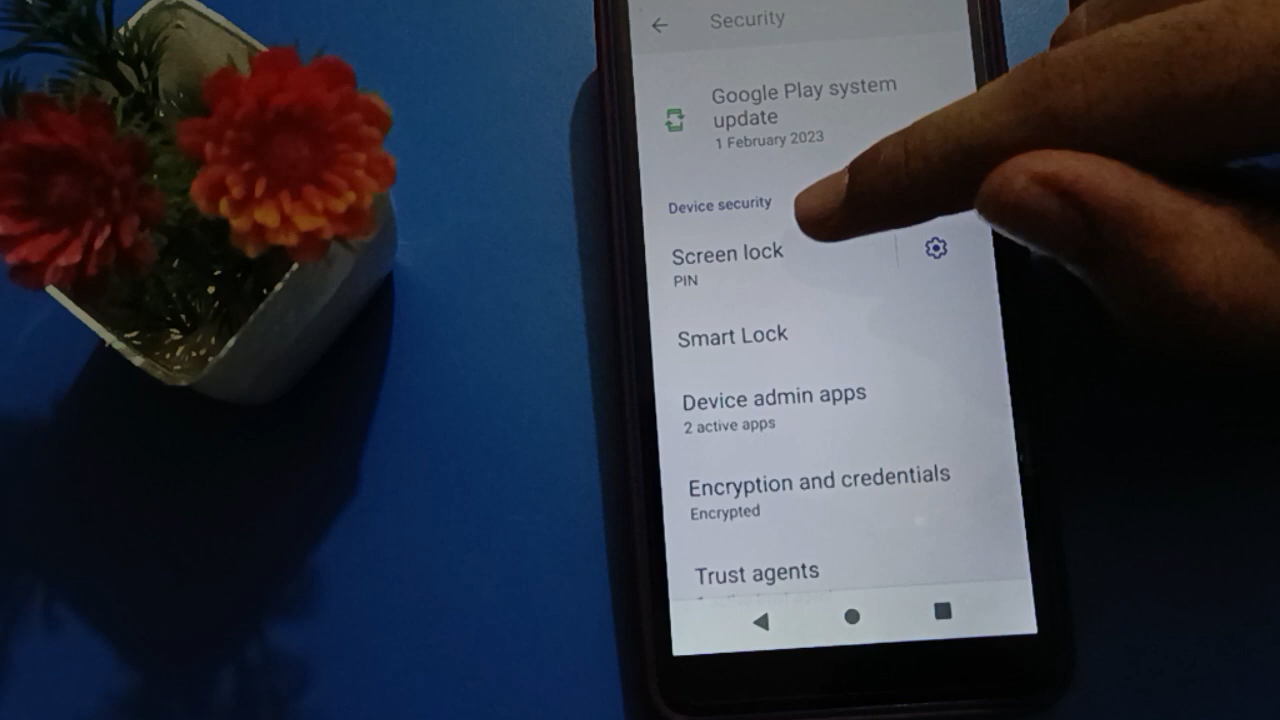 Security
Google Play system
update
1 February 2023
Device security
Screen lock
PIN
Smart Lock
Device admin apps
2 active apps
Encryption and credentials
Encrypted
Trust agents